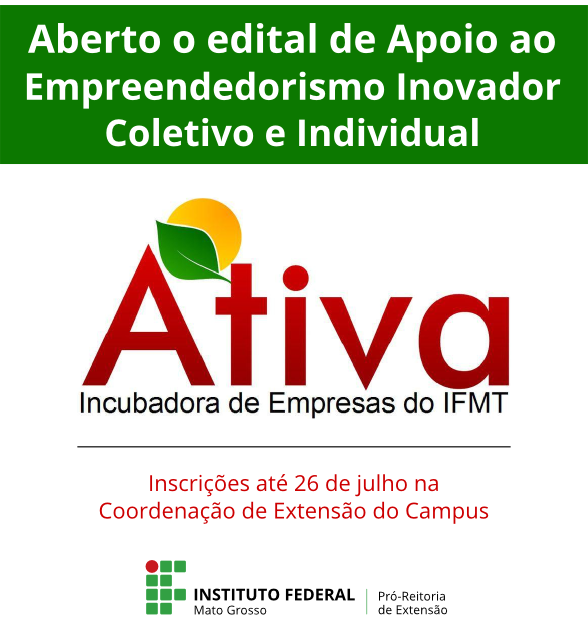 Aberto o edital de Apoio ao
Empreendedorismo Inovador
Coletivo e Individual
Ativa
Incubadora de Empresas do IFMT
Inscrições até 26 de julho na
Coordenação de Extensão do Campus
INSTITUTO FEDERAL
Mato Grosso
Pró-Reitoria
de Extensão